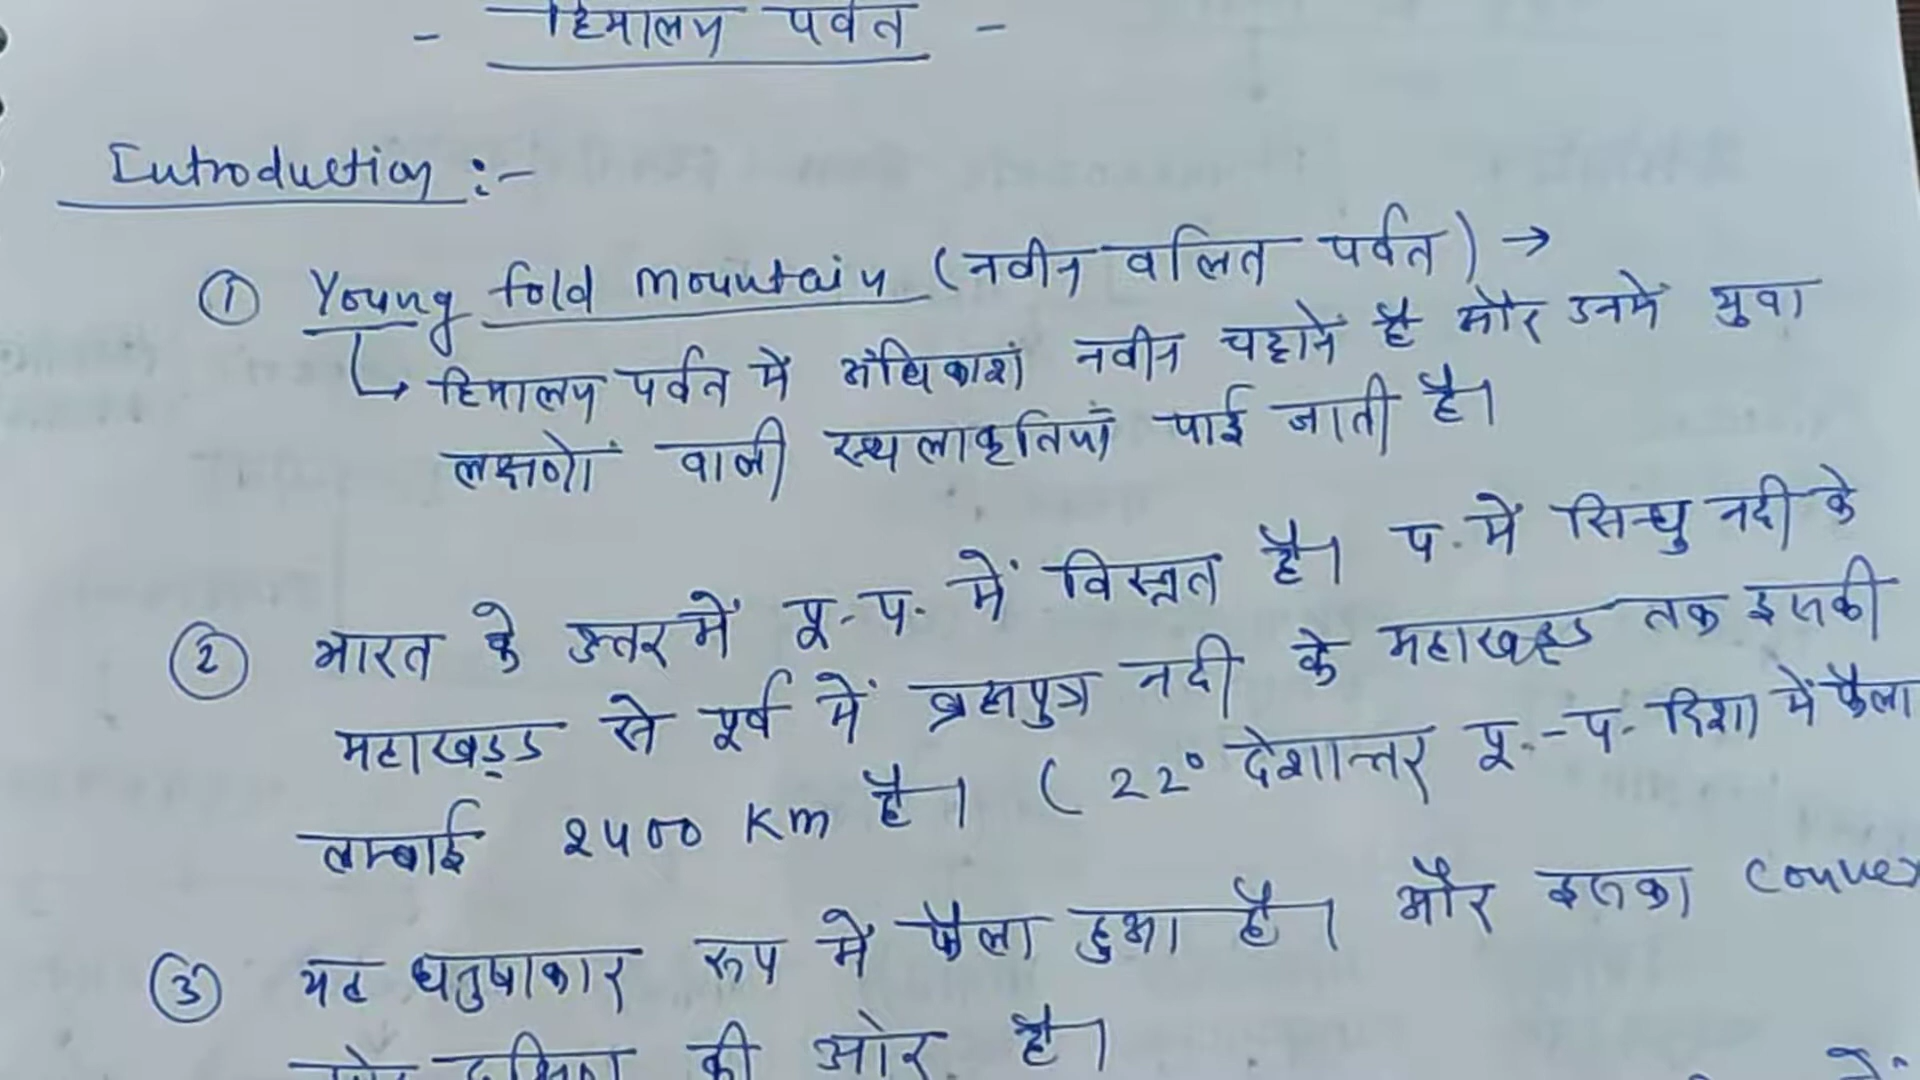 - हिमालय पर्वत -
Introduction :-
① Young fold mountain (नवीन वलित पर्वत) →
↳ हिमालय पर्वत में अधिकाशं नवीन चट्टाने है और उनमे युवा
लक्षणों वाली स्थलाकृतियाँ पाई जाती है।
② भारत के उत्तर में पू.-प. में विस्तृत है। प. में सिन्धु नदी के
महाखड्ड से पूर्व में ब्रह्मपुत्र नदी के महाखड्ड तक इसकी
लम्बाई 2400 Km है। ( 22° देशान्तर पू.-प. दिशा में फैला
③ यह धनुषाकार रूप में फैला हुआ है। और इसका Convex
दक्षिण की ओर है।